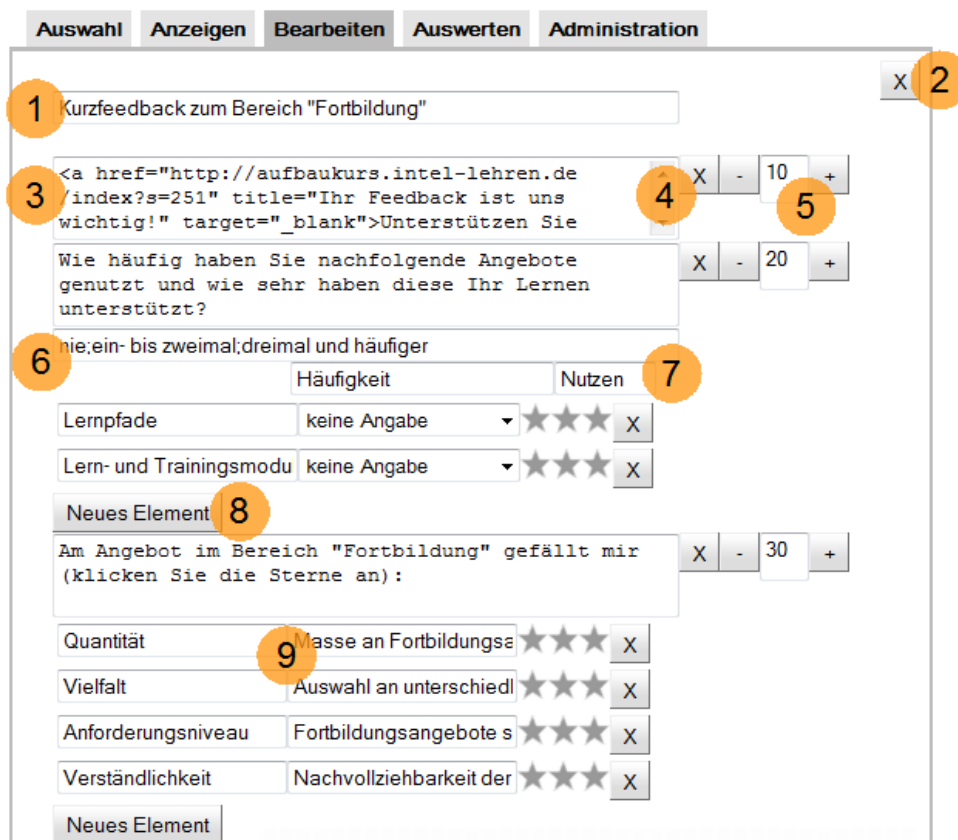 Auswahl Anzeigen Bearbeiten Auswerten Administration
X 2
1 Kurzfeedback zum Bereich "Fortbildung"
<a href="http://aufbaukurs.intel-lehren.de X - 10 +
3 /index?s=251" title="Ihr Feedback ist uns 4 5
wichtig!" target="_blank">Unterstützen Sie
Wie häufig haben Sie nachfolgende Angebote X - 20 +
genutzt und wie sehr haben diese Ihr Lernen
unterstützt?
6 nie;ein- bis zweimal;dreimal und häufiger
Häufigkeit Nutzen 7
Lernpfade keine Angabe X
Lern- und Trainingsmodu keine Angabe X
Neues Element 8
Am Angebot im Bereich "Fortbildung" gefällt mir X - 30 +
(klicken Sie die Sterne an):
Quantität 9 Masse an Fortbildungsa X
Vielfalt Auswahl an unterschiedl X
Anforderungsniveau Fortbildungsangebote s X
Verständlichkeit Nachvollziehbarkeit der X
Neues Element